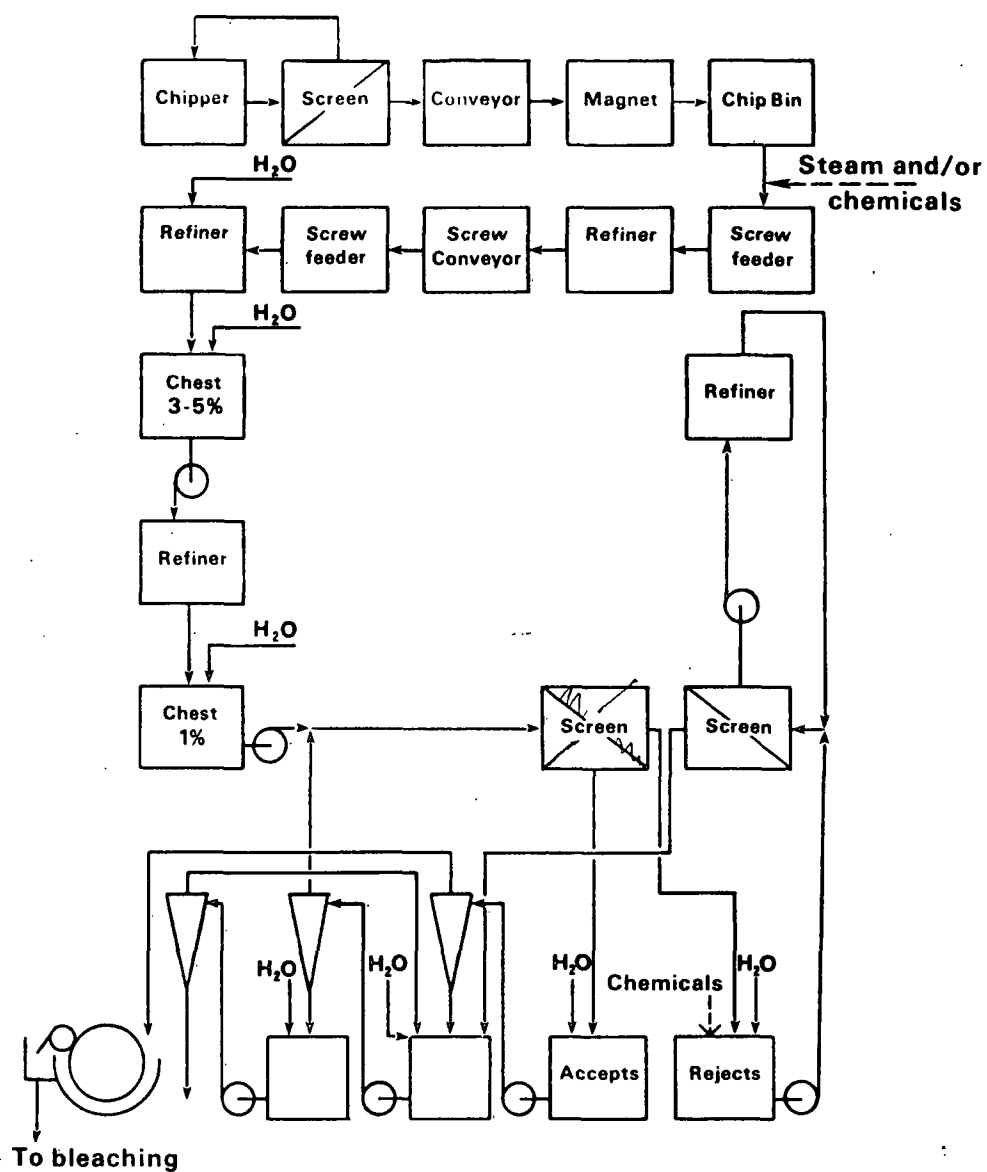 Chipper
Screen
Conveyor
Magnet
Chip Bin
Steam and/or
chemicals
H₂O
Refiner
Screw
feeder
Screw
Conveyor
Refiner
Screw
feeder
H₂O
Chest
3-5%
Refiner
Refiner
H₂O
Chest
1%
Screen
Screen
H₂O
H₂O
H₂O
Chemicals
H₂O
Accepts
Rejects
To bleaching